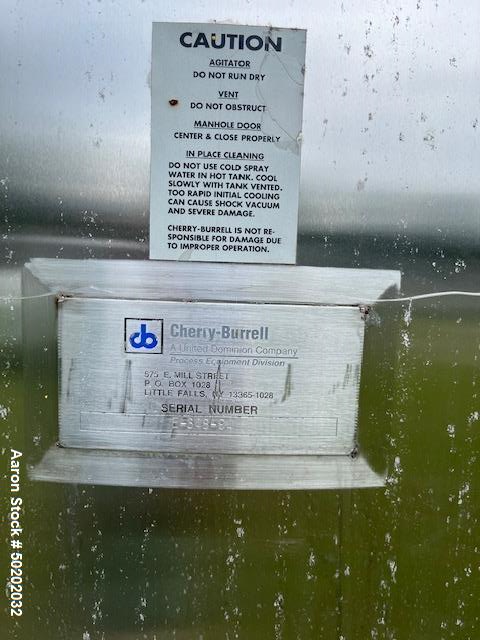 CAUTION
AGITATOR
DO NOT RUN DRY
VENT
DO NOT OBSTRUCT
MANHOLE DOOR
CENTER & CLOSE PROPERLY
IN PLACE CLEANING
DO NOT USE COLD SPRAY
WATER IN HOT TANK. COOL
SLOWLY WITH TANK VENTED.
TOO RAPID INITIAL COOLING
CAN CAUSE SHOCK VACUUM
AND SEVERE DAMAGE.
CHERRY-BURRELL IS NOT RE-
SPONSIBLE FOR DAMAGE DUE
TO IMPROPER OPERATION.
cb
Cherry-Burrell
A United Dominion Company
Process Equipment Division
575 E. MILL STREET
P.O. BOX 1028
LITTLE FALLS, NY 13365-1028
SERIAL NUMBER
Aaron Stock # 50202032